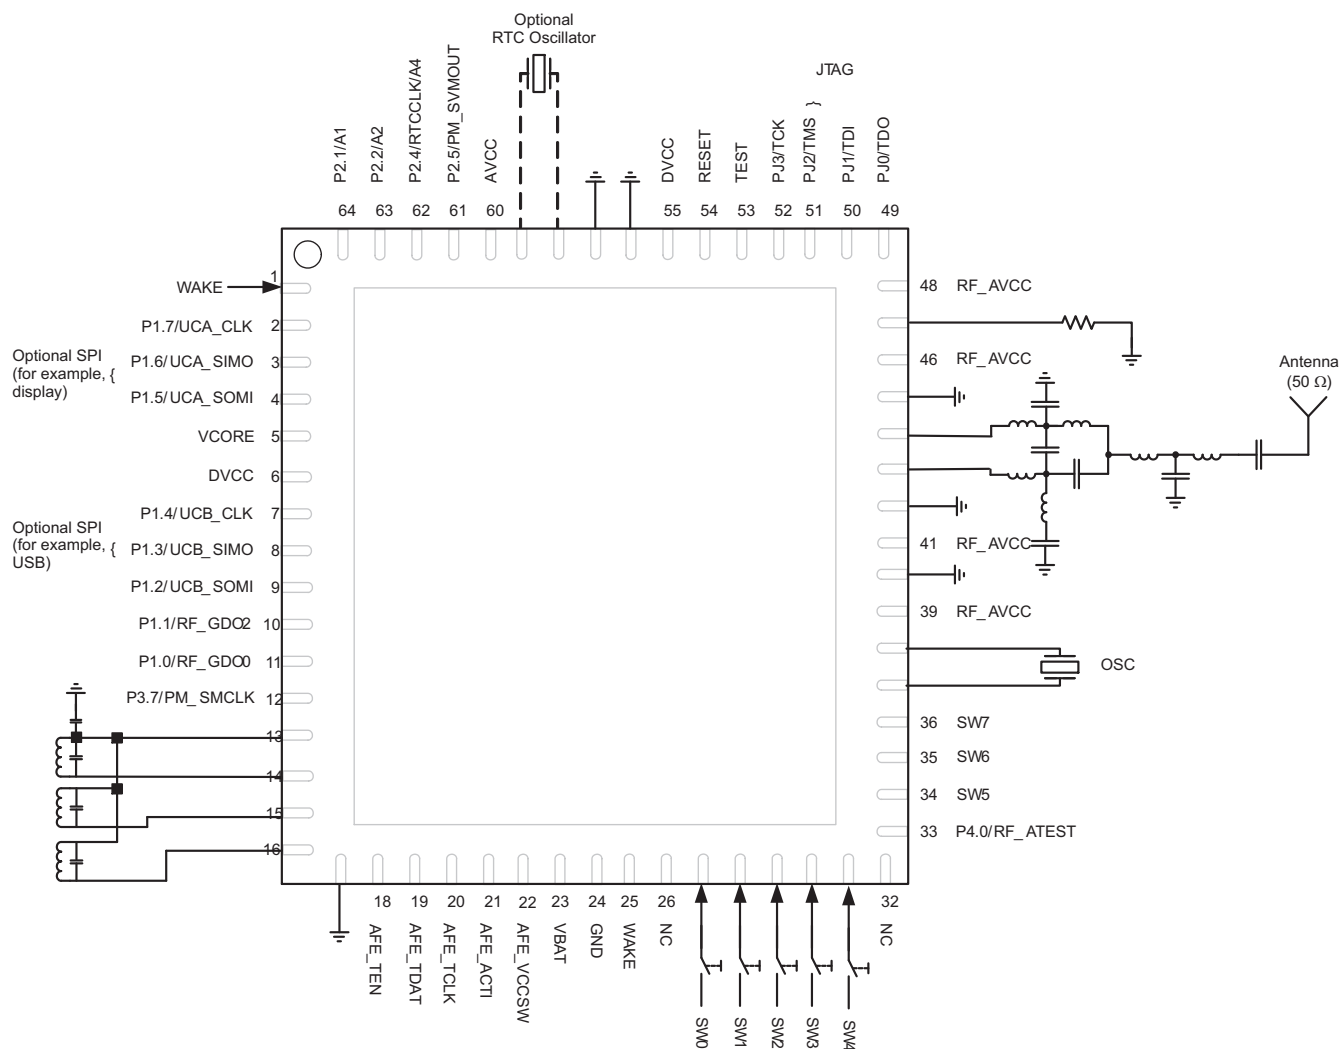 Optional
RTC Oscillator
JTAG
}
P2.1/A1
P2.2/A2
P2.4/RTCCLK/A4
P2.5/PM_SVMOUT
AVCC
DVCC
RESET
TEST
PJ3/TCK
PJ2/TMS
PJ1/TDI
PJ0/TDO
64 63 62 61 60 55 54 53 52 51 50 49
WAKE 1
P1.7/UCA_CLK 2
Optional SPI
(for example, {
display)
P1.6/UCA_SIMO 3
P1.5/UCA_SOMI 4
VCORE 5
DVCC 6
P1.4/UCB_CLK 7
Optional SPI
(for example, {
USB)
P1.3/UCB_SIMO 8
P1.2/UCB_SOMI 9
P1.1/RF_GDO2 10
P1.0/RF_GDO0 11
P3.7/PM_SMCLK 12
13
14
15
16
48 RF_AVCC
46 RF_AVCC
Antenna
(50 Ω)
41 RF_AVCC
39 RF_AVCC
OSC
36 SW7
35 SW6
34 SW5
33 P4.0/RF_ATEST
18 19 20 21 22 23 24 25 26 32
AFE_TEN
AFE_TDAT
AFE_TCLK
AFE_ACTI
AFE_VCCSW
VBAT
GND
WAKE
NC
SW0
SW1
SW2
SW3
SW4
NC